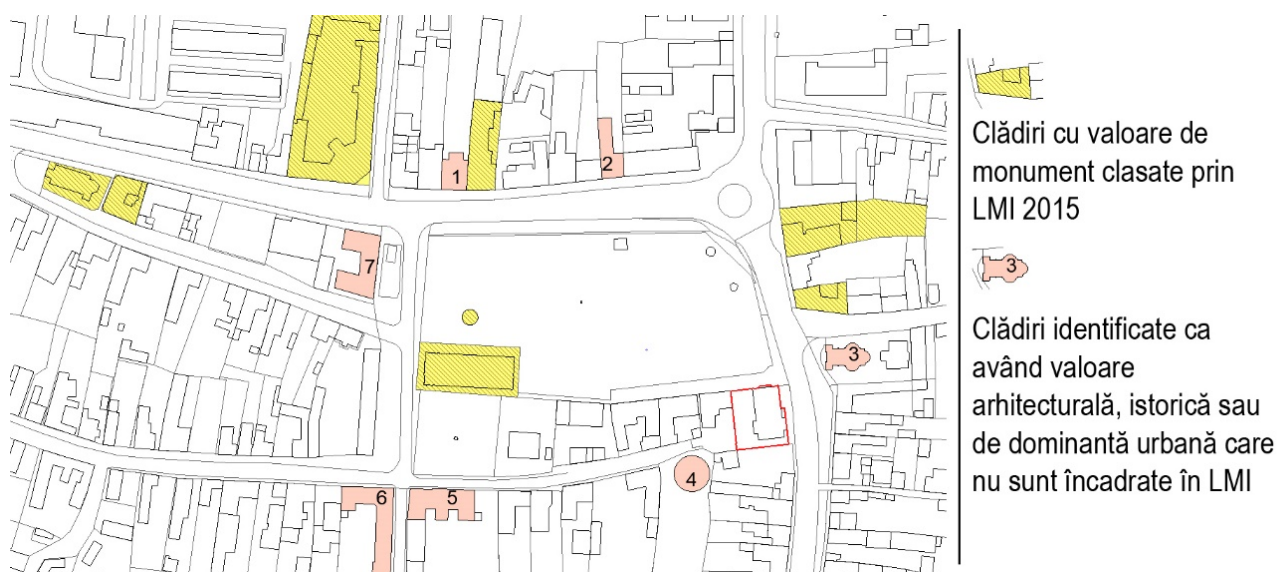 1
2
7
3
4
6
5
Clădiri cu valoare de
monument clasate prin
LMI 2015
3
Clădiri identificate ca
având valoare
arhitecturală, istorică sau
de dominantă urbană care
nu sunt încadrate în LMI